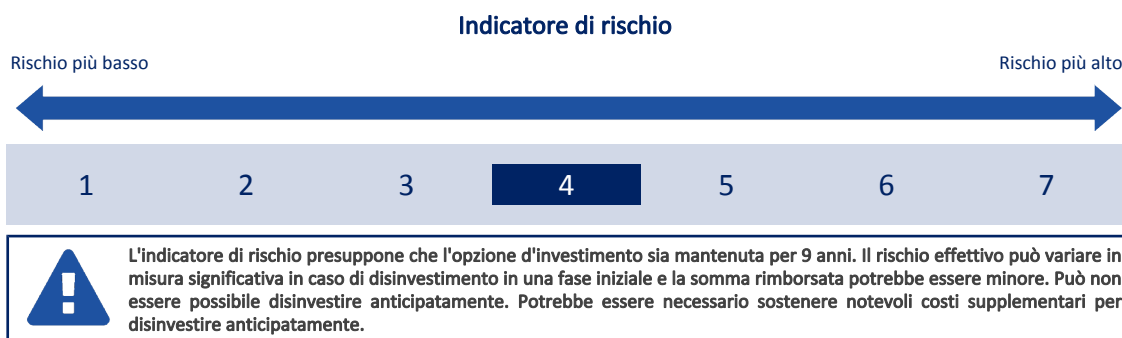 Indicatore di rischio
Rischio più basso
Rischio più alto
1 2 3 4 5 6 7
L'indicatore di rischio presuppone che l'opzione d'investimento sia mantenuta per 9 anni. Il rischio effettivo può variare in
misura significativa in caso di disinvestimento in una fase iniziale e la somma rimborsata potrebbe essere minore. Può non
essere possibile disinvestire anticipatamente. Potrebbe essere necessario sostenere notevoli costi supplementari per
disinvestire anticipatamente.